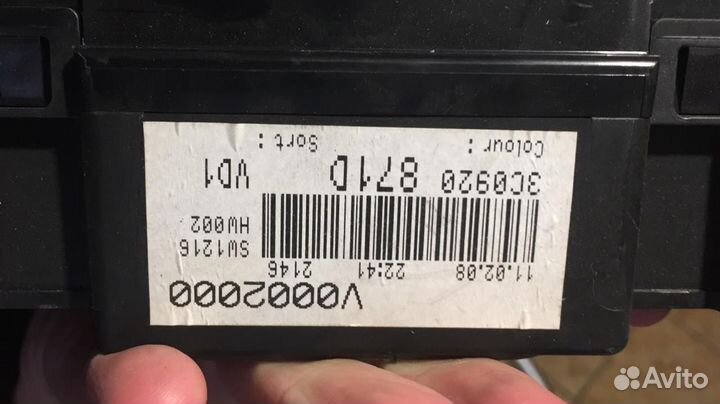 V0002000
11.02.08 22:41 2146
SW1216
HW002
3C0920 871D VD1
Colour: Sort:
Avito